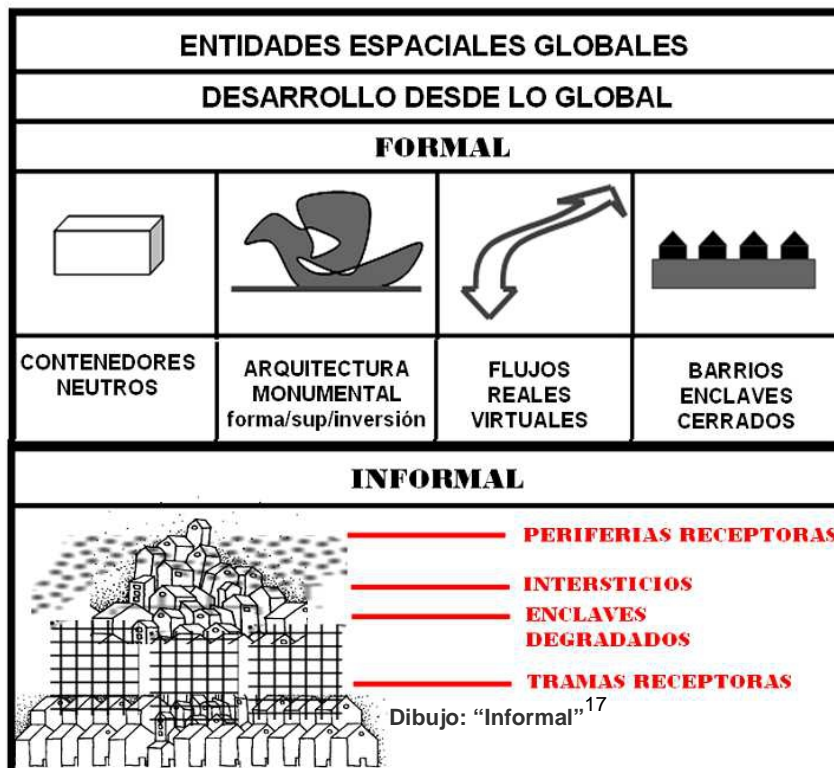 ENTIDADES ESPACIALES GLOBALES
DESARROLLO DESDE LO GLOBAL
FORMAL
CONTENEDORES
NEUTROS
ARQUITECTURA
MONUMENTAL
forma/sup/inversión
FLUJOS
REALES
VIRTUALES
BARRIOS
ENCLAVES
CERRADOS
INFORMAL
PERIFERIAS RECEPTORAS
INTERSTICIOS
ENCLAVES
DEGRADADOS
TRAMAS RECEPTORAS
Dibujo: “Informal”17